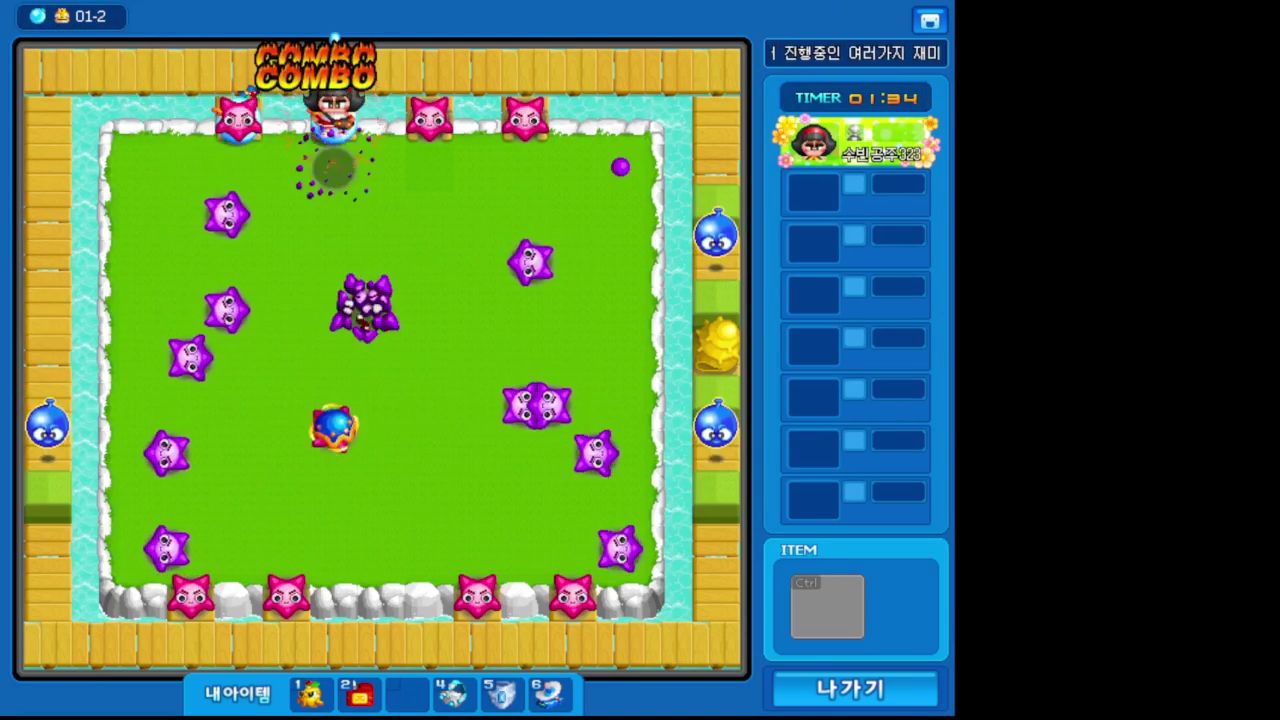 01-2
COMBO
COMBO
진행중인 여러가지 재미
TIMER 01:34
수빈공주323
ITEM
Ctrl
내아이템
1
2
4
5
6
나가기